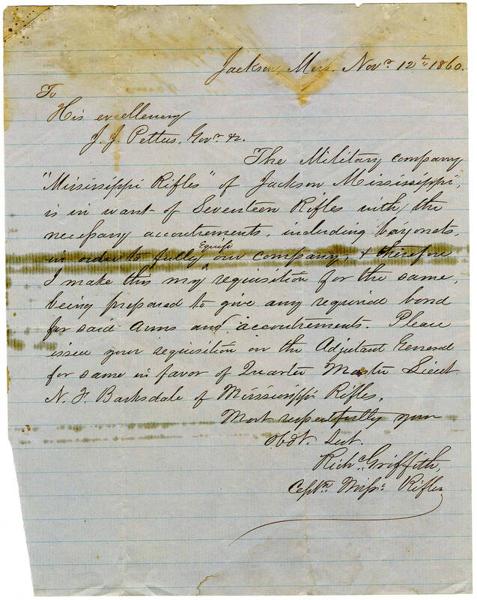 Jackson, Miss. Novr. 12th 1860.
To
His excellency
J. J. Pettus, Govr. &c.
The Military company
"Mississippi Rifles" of Jackson Mississippi,
is in want of Seventeen Rifles with the
necessary accoutrements, including bayonets,
in order to fully equip our company, & therefore
I make this my requisition for the same,
being prepared to give any required bond
for said arms and accoutrements. Please
issue your requisition on the Adjutant General
for same in favor of Quarter Master Lieut
N. F. Barksdale of Mississippi Rifles.
Most respectfully your
Obdt. Svt.
Richd. Griffith,
Captn. Missi. Rifles